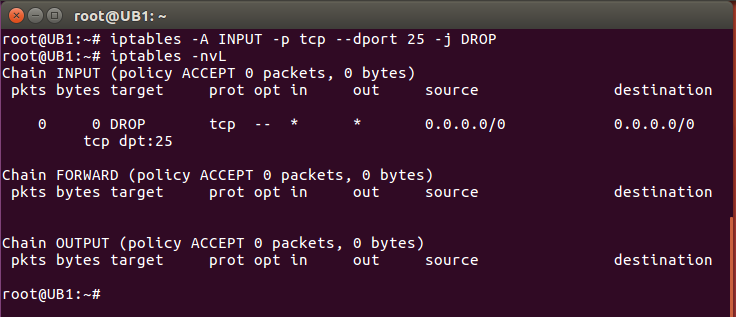 root@UB1: ~
root@UB1:~# iptables -A INPUT -p tcp --dport 25 -j DROP
root@UB1:~# iptables -nvL
Chain INPUT (policy ACCEPT 0 packets, 0 bytes)
 pkts bytes target     prot opt in     out     source               destination
    0     0 DROP       tcp  --  *      *       0.0.0.0/0            0.0.0.0/0
         tcp dpt:25
Chain FORWARD (policy ACCEPT 0 packets, 0 bytes)
 pkts bytes target     prot opt in     out     source               destination
Chain OUTPUT (policy ACCEPT 0 packets, 0 bytes)
 pkts bytes target     prot opt in     out     source               destination
root@UB1:~#